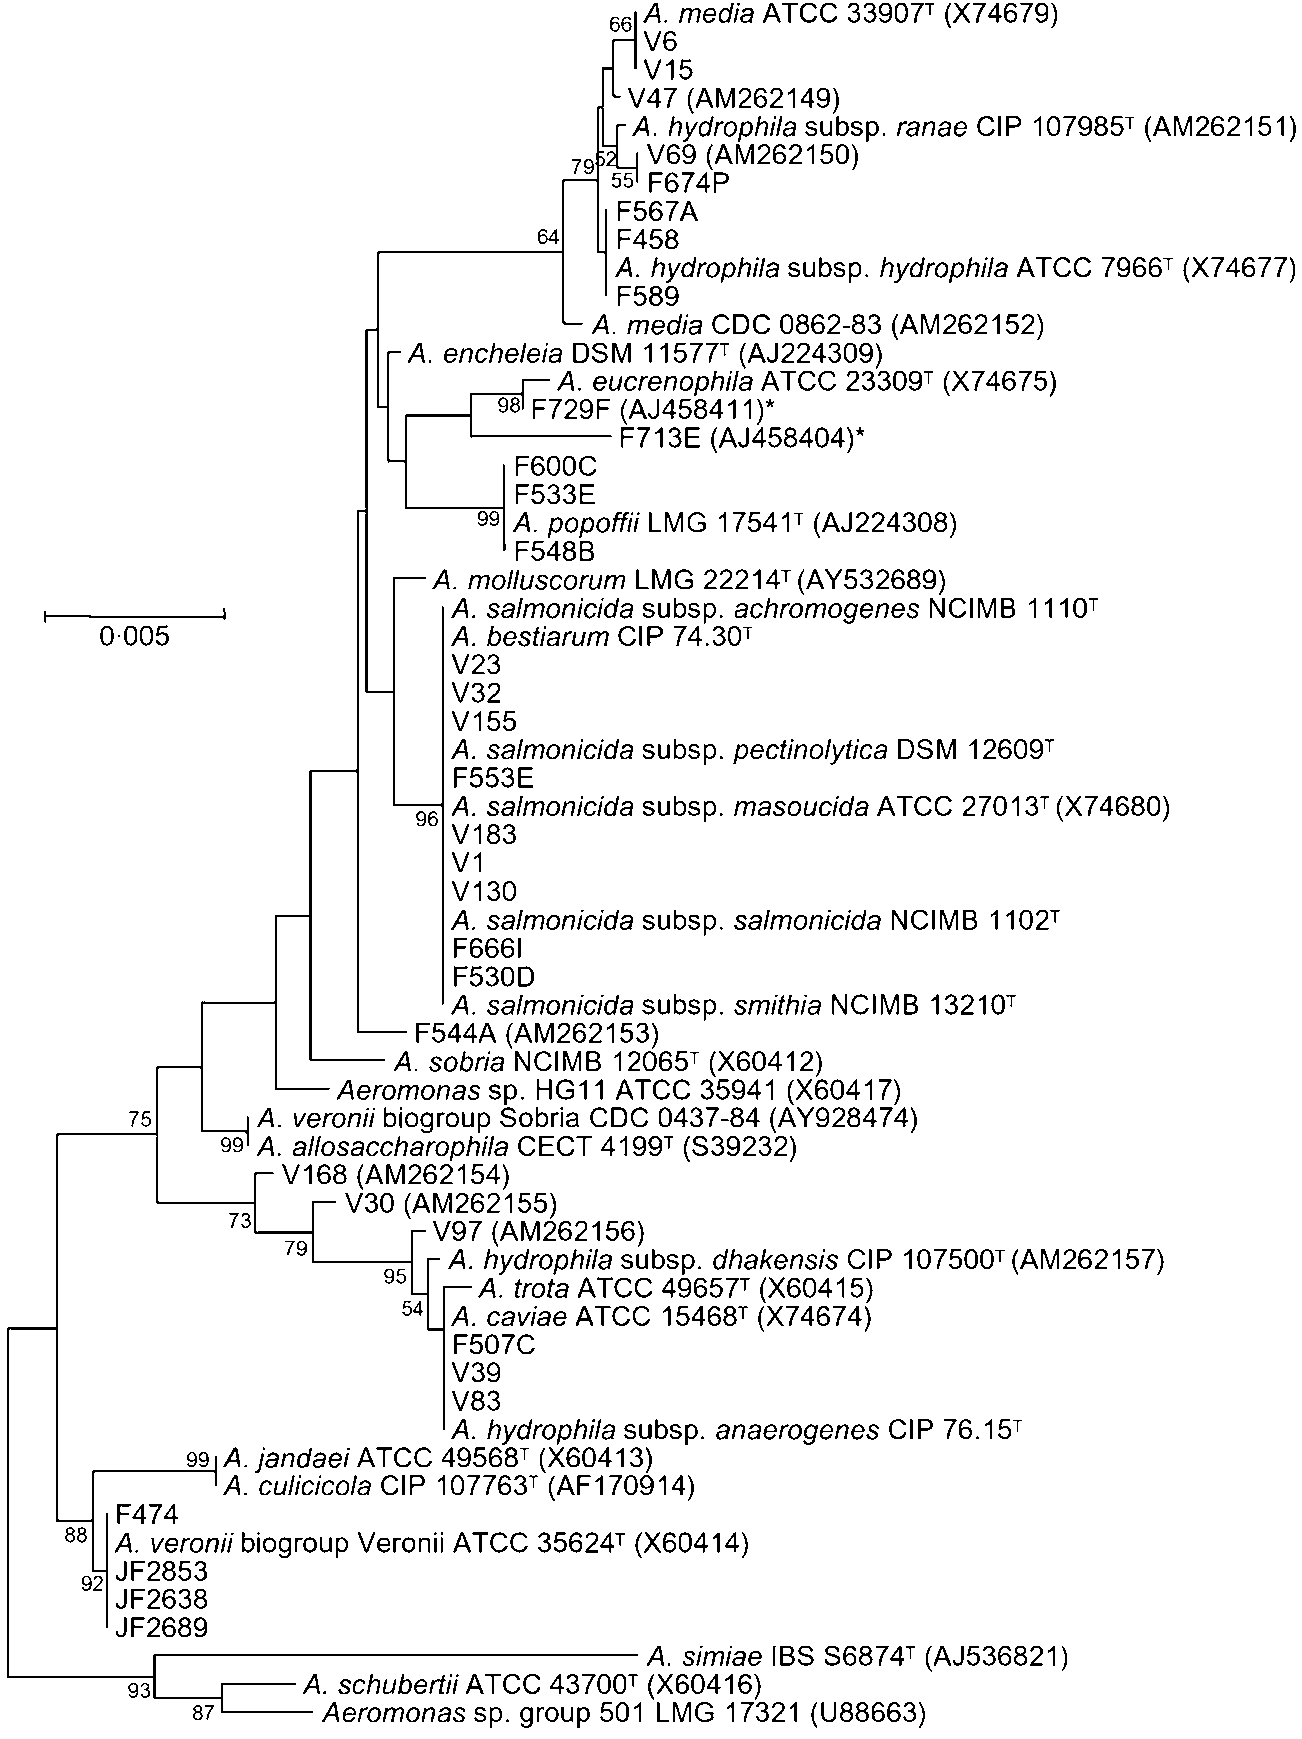 A. media ATCC 33907ᵀ (X74679)
66
V6
V15
V47 (AM262149)
A. hydrophila subsp. ranae CIP 107985ᵀ (AM262151)
V69 (AM262150)
79
52
F674P
55
F567A
F458
64
A. hydrophila subsp. hydrophila ATCC 7966ᵀ (X74677)
F589
A. media CDC 0862-83 (AM262152)
A. encheleia DSM 11577ᵀ (AJ224309)
A. eucrenophila ATCC 23309ᵀ (X74675)
98
F729F (AJ458411)*
F713E (AJ458404)*
F600C
F533E
99
A. popoffii LMG 17541ᵀ (AJ224308)
F548B
A. molluscorum LMG 22214ᵀ (AY532689)
A. salmonicida subsp. achromogenes NCIMB 1110ᵀ
0·005
A. bestiarum CIP 74.30ᵀ
V23
V32
V155
A. salmonicida subsp. pectinolytica DSM 12609ᵀ
F553E
A. salmonicida subsp. masoucida ATCC 27013ᵀ (X74680)
96
V183
V1
V130
A. salmonicida subsp. salmonicida NCIMB 1102ᵀ
F666I
F530D
A. salmonicida subsp. smithia NCIMB 13210ᵀ
F544A (AM262153)
A. sobria NCIMB 12065ᵀ (X60412)
Aeromonas sp. HG11 ATCC 35941 (X60417)
75
A. veronii biogroup Sobria CDC 0437-84 (AY928474)
99
A. allosaccharophila CECT 4199ᵀ (S39232)
V168 (AM262154)
V30 (AM262155)
73
V97 (AM262156)
79
A. hydrophila subsp. dhakensis CIP 107500ᵀ (AM262157)
95
A. trota ATCC 49657ᵀ (X60415)
54
A. caviae ATCC 15468ᵀ (X74674)
F507C
V39
V83
A. hydrophila subsp. anaerogenes CIP 76.15ᵀ
99
A. jandaei ATCC 49568ᵀ (X60413)
A. culicicola CIP 107763ᵀ (AF170914)
F474
88
A. veronii biogroup Veronii ATCC 35624ᵀ (X60414)
JF2853
92
JF2638
JF2689
A. simiae IBS S6874ᵀ (AJ536821)
93
A. schubertii ATCC 43700ᵀ (X60416)
87
Aeromonas sp. group 501 LMG 17321 (U88663)